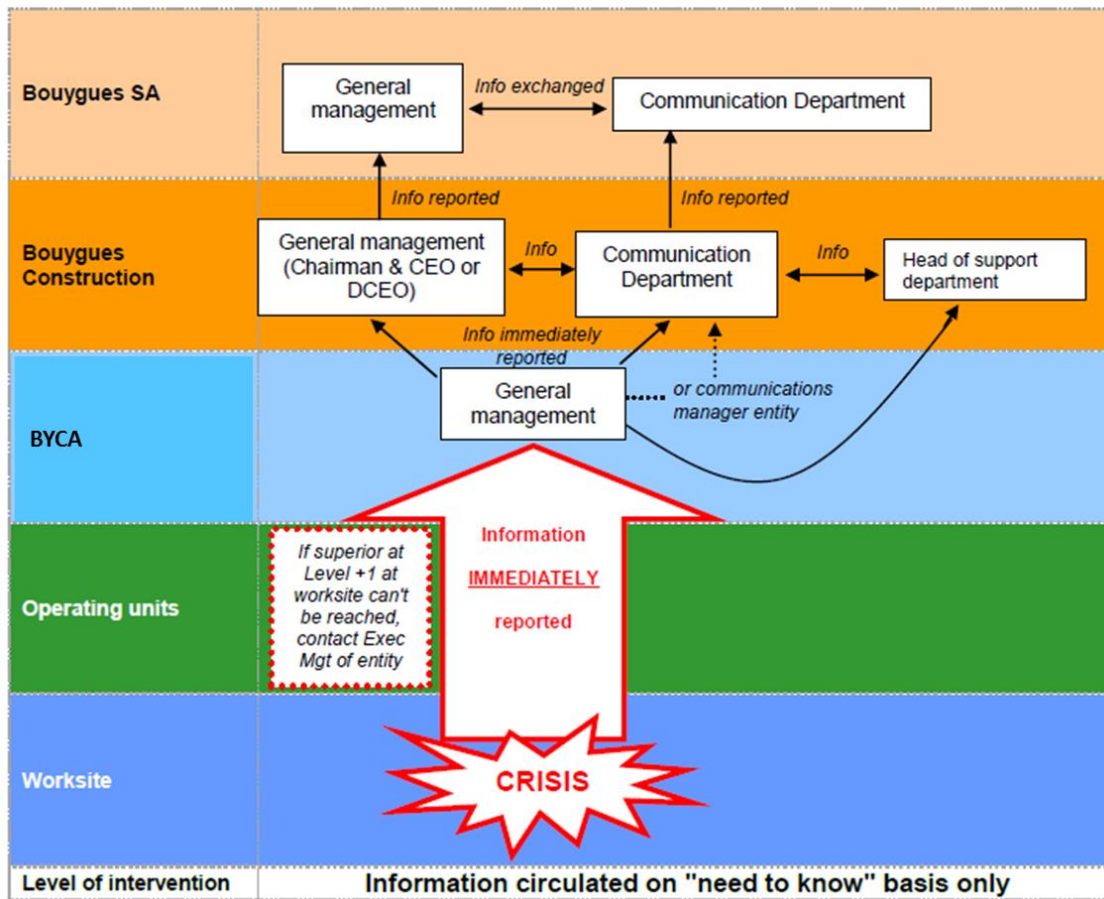 Bouygues SA
General
management
Info exchanged
Communication Department
Info reported
Info reported
Bouygues
Construction
General management
(Chairman & CEO or
DCEO)
Info
Communication
Department
Info
Head of support
department
Info immediately
reported
BYCA
General
management
or communications
manager entity
Operating units
If superior at
Level +1 at
worksite can't
be reached,
contact Exec
Mgt of entity
Information
IMMEDIATELY
reported
Worksite
CRISIS
Level of intervention
Information circulated on "need to know" basis only